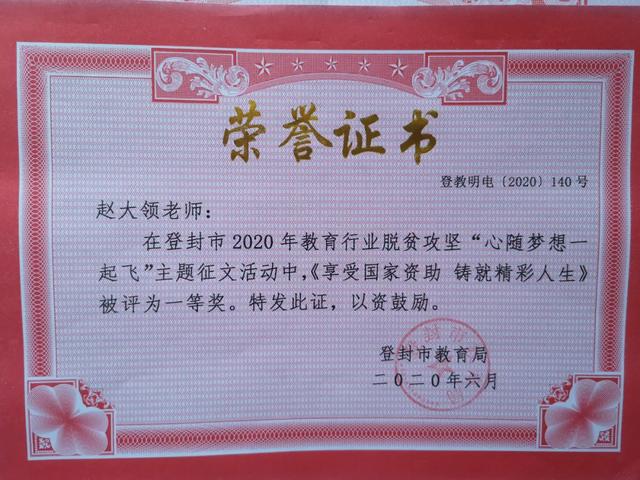 荣誉证书
登教明电〔2020〕140号
赵大领老师：
在登封市2020年教育行业脱贫攻坚“心随梦想一
起飞”主题征文活动中，《享受国家资助 铸就精彩人生》
被评为一等奖。特发此证，以资鼓励。
登封市教育局
二〇二〇年六月